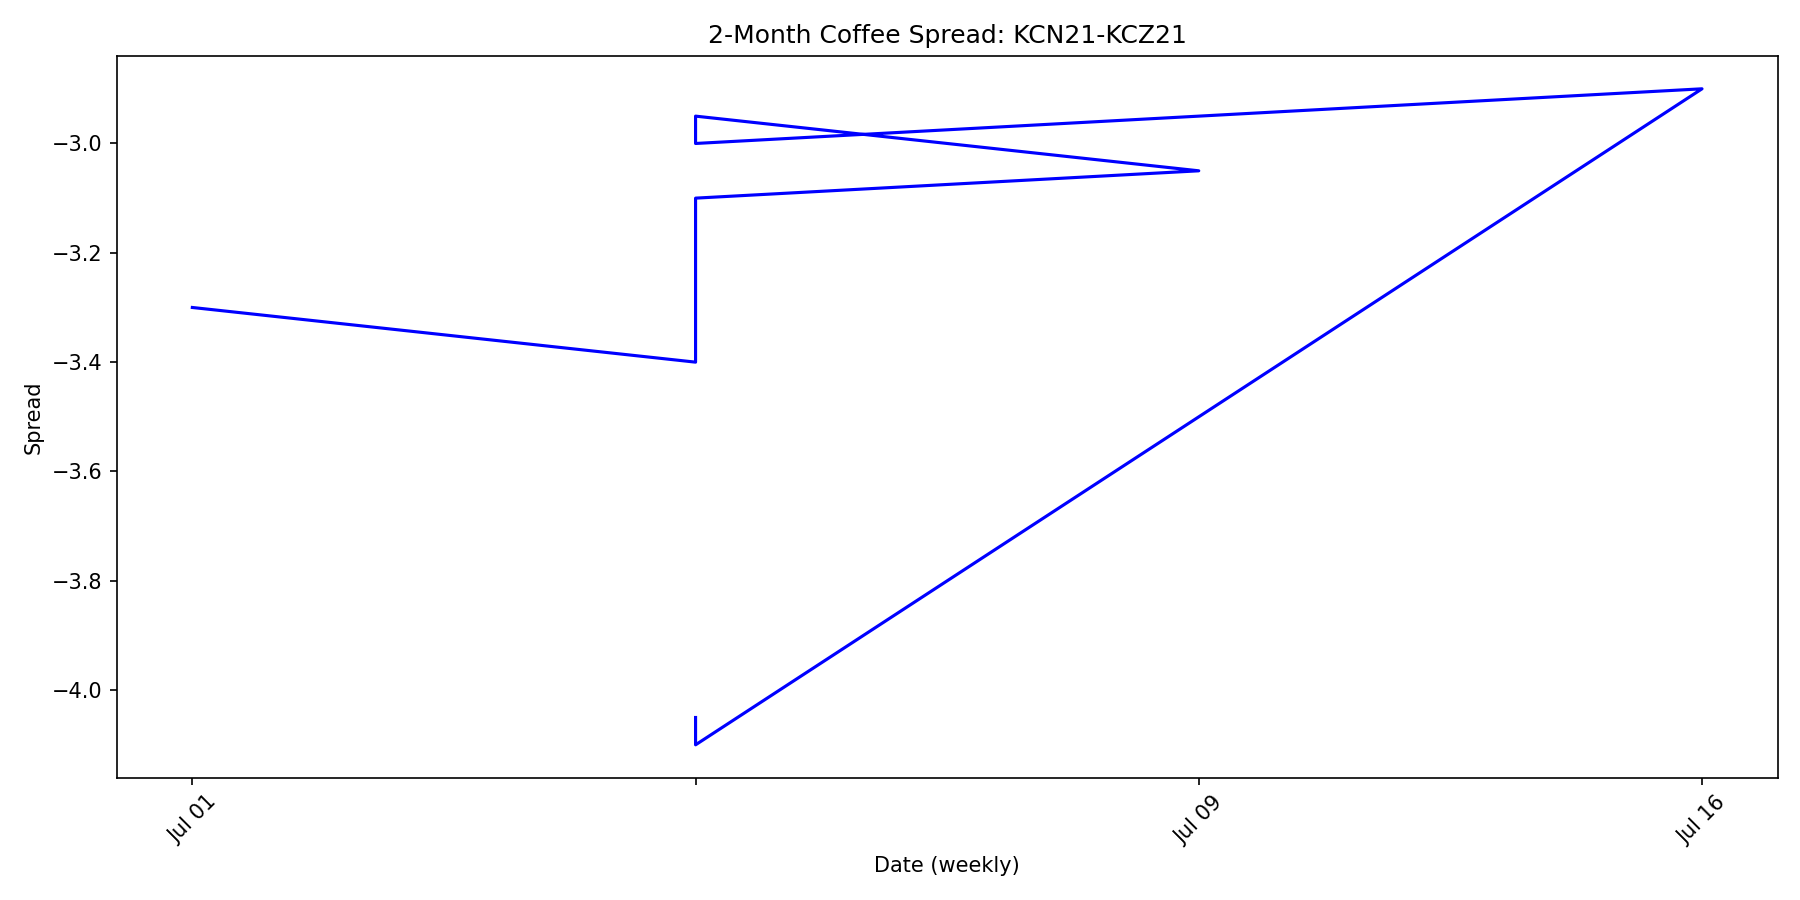 2-Month Coffee Spread: KCN21-KCZ21
−3.0
−3.2
−3.4
−3.6
−3.8
−4.0
Spread
Jul 01
Jul 09
Jul 16
Date (weekly)